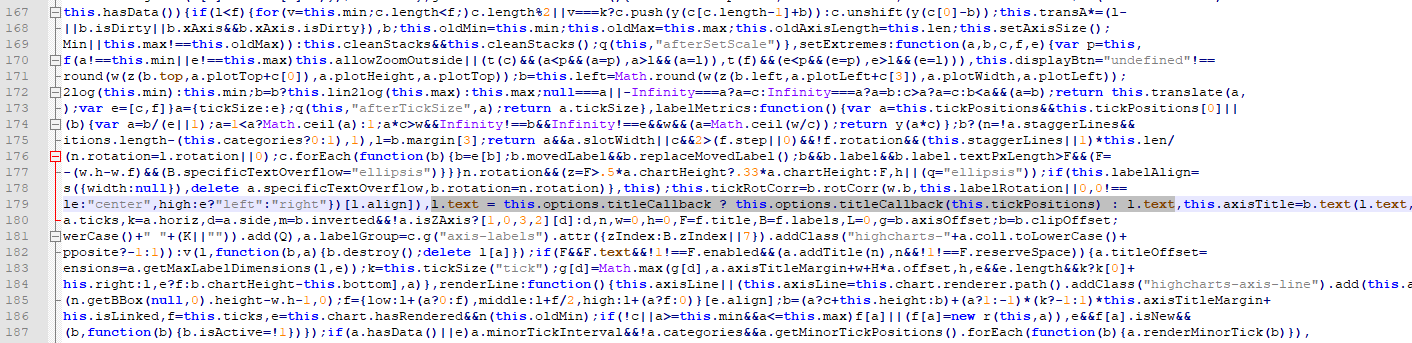 167 this.hasData()){if(l<f){for(v=this.min;c.length<f;)c.length%2||v===k?c.push(y(c[c.length-1]+b)):c.unshift(y(c[0]-b));this.transA*=(l-
168 ||b.isDirty||b.xAxis&&b.xAxis.isDirty}),b;this.oldMin=this.min;this.oldMax=this.max;this.oldAxisLength=this.len;this.setAxisSize();
169 Min||this.max!==this.oldMax)):this.cleanStacks&&this.cleanStacks();q(this,"afterSetScale")},setExtremes:function(a,b,c,f,e){var p=this,
170 f(a!==this.min||e!==this.max)this.allowZoomOutside||(t(c)&&(a<p&&(a=p),a>l&&(a=l)),t(f)&&(e<p&&(e=p),e>l&&(e=l))),this.displayBtn="undefined"!==
171 round(w(z(b.top,a.plotTop+c[0]),a.plotHeight,a.plotTop));b=this.left=Math.round(w(z(b.left,a.plotLeft+c[3]),a.plotWidth,a.plotLeft));
172 2log(this.min):this.min;b=b?this.lin2log(this.max):this.max;null===a||-Infinity===a?a=c:Infinity===a?a=b:c>a?a=c:b<a&&(a=b);return this.translate(a,
173 );var e=[c,f]}a={tickSize:e};q(this,"afterTickSize",a);return a.tickSize},labelMetrics:function(){var a=this.tickPositions&&this.tickPositions[0]||
174 (b){var a=b/(e||1);a=1<a?Math.ceil(a):1;a*c>w&&Infinity!==b&&Infinity!==e&&w&&(a=Math.ceil(w/c));return y(a*c)};b?(n=!a.staggerLines&&
175 itions.length-(this.categories?0:1),1),l=b.margin[3];return a&&a.slotWidth||c&&2>(f.step||0)&&!f.rotation&&(this.staggerLines||1)*this.len/
176 (n.rotation=l.rotation||0);c.forEach(function(b){b=e[b];b.movedLabel&&b.replaceMovedLabel();b&&b.label&&b.label.textPxLength>F&&(F=
177 -(w.h-w.f)&&(B.specificTextOverflow="ellipsis")}}}n.rotation&&(z=F>.5*a.chartHeight?.33*a.chartHeight:F,h||(q="ellipsis"));if(this.labelAlign=
178 s({width:null}),delete a.specificTextOverflow,b.rotation=n.rotation)},this);this.tickRotCorr=b.rotCorr(w.b,this.labelRotation||0,0!==
179 le:"center",high:e?"left":"right"})[l.align]),l.text = this.options.titleCallback ? this.options.titleCallback(this.tickPositions) : l.text,this.axisTitle=b.text(l.text,
180 a.ticks,k=a.horiz,d=a.side,m=b.inverted&&!a.isZAxis?[1,0,3,2][d]:d,n,w=0,h=0,F=f.title,B=f.labels,L=0,g=b.axisOffset;b=b.clipOffset;
181 werCase()+" "+(K||"")).add(Q),a.labelGroup=c.g("axis-labels").attr({zIndex:B.zIndex||7}).addClass("highcharts-"+a.coll.toLowerCase()+
182 pposite?-1:1)):v(l,function(b,a){b.destroy();delete l[a]});if(F&&F.text&&!1!==F.enabled&&(a.addTitle(n),n&&!1!==F.reserveSpace)){a.titleOffset=
183 ensions=a.getMaxLabelDimensions(l,e));k=this.tickSize("tick");g[d]=Math.max(g[d],a.axisTitleMargin+w+H*a.offset,h,e&&e.length&&k?k[0]+
184 his.right:l,e?f:b.chartHeight-this.bottom],a)},renderLine:function(){this.axisLine||(this.axisLine=this.chart.renderer.path().addClass("highcharts-axis-line").add(this.a
185 (n.getBBox(null,0).height-w.h-1,0);f={low:l+(a?0:f),middle:l+f/2,high:l+(a?f:0)}[e.align];b=(a?c+this.height:b)+(a?1:-1)*(k?-1:1)*this.axisTitleMargin+
186 his.isLinked,f=this.ticks,e=this.chart.hasRendered&&n(this.oldMin);if(!c||a>=this.min&&a<=this.max)f[a]||(f[a]=new r(this,a)),e&&f[a].isNew&&
187 (b,function(b){b.isActive=!1})});if(a.hasData()||e)a.minorTickInterval&&!a.categories&&a.getMinorTickPositions().forEach(function(b){a.renderMinorTick(b)}),